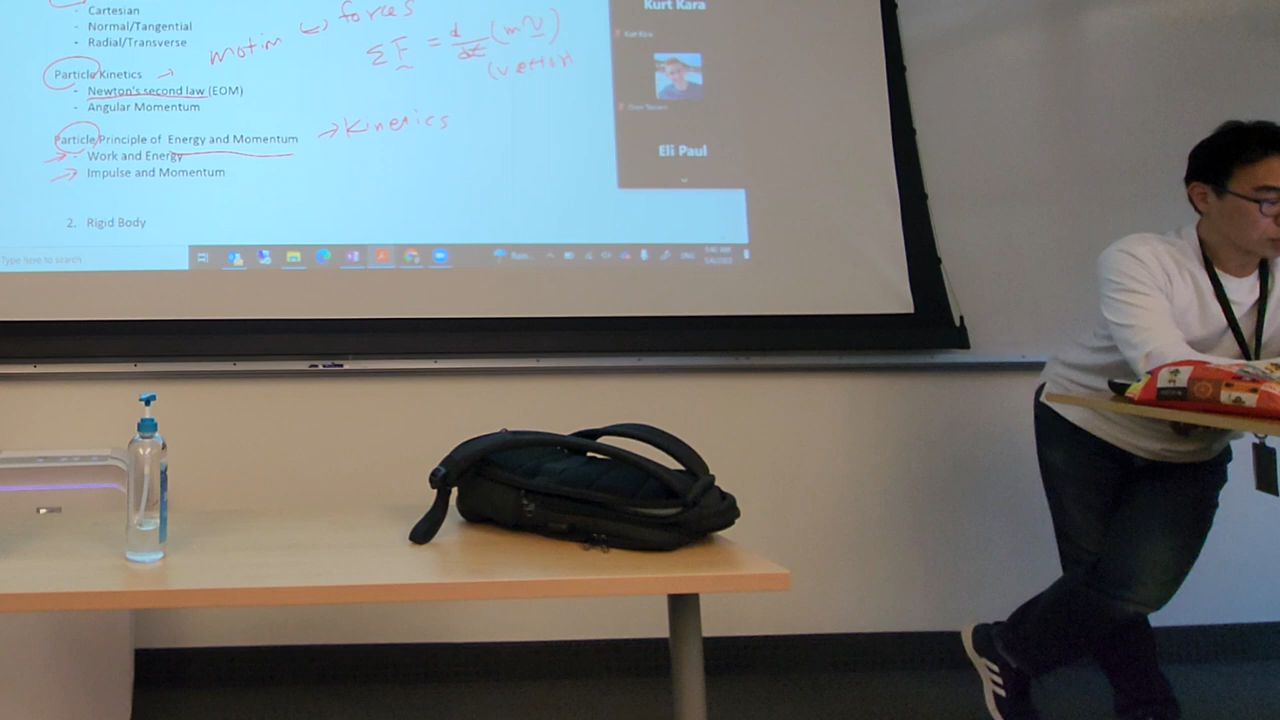 Cartesian
- Normal/Tangential
- Radial/Transverse
motion ↔ forces
ΣF = d/dt (mv)
(vector)
Particle Kinetics →
- Newton's second law (EOM)
- Angular Momentum
Particle Principle of Energy and Momentum → Kinetics
- Work and Energy
Impulse and Momentum
2. Rigid Body
Type here to search
Kurt Kara
Kurt Kara
Eli Paul